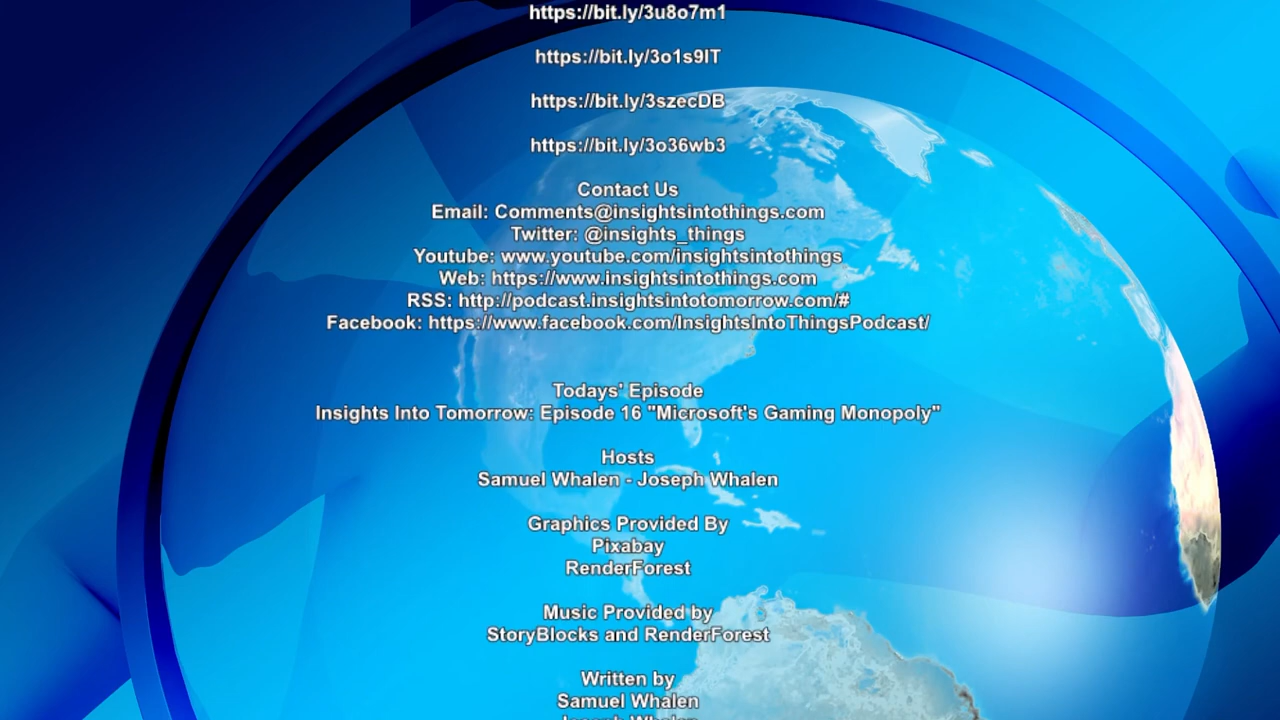 https://bit.ly/3u8o7m1
https://bit.ly/3o1s9IT
https://bit.ly/3szecDB
https://bit.ly/3o36wb3
Contact Us
Email: Comments@insightsintothings.com
Twitter: @insights_things
Youtube: www.youtube.com/insightsintothings
Web: https://www.insightsintothings.com
RSS: http://podcast.insightsintotomorrow.com/#
Facebook: https://www.facebook.com/InsightsIntoThingsPodcast/
Todays' Episode
Insights Into Tomorrow: Episode 16 "Microsoft's Gaming Monopoly"
Hosts
Samuel Whalen - Joseph Whalen
Graphics Provided By
Pixabay
RenderForest
Music Provided by
StoryBlocks and RenderForest
Written by
Samuel Whalen
Joseph Whalen